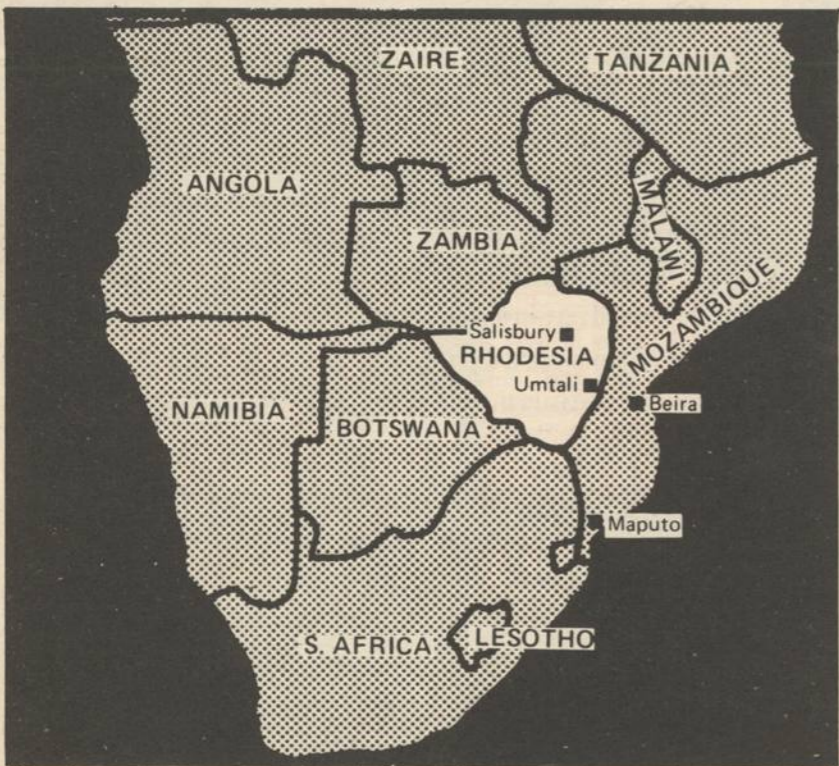 ZAIRE
TANZANIA
ANGOLA
MALAWI
ZAMBIA
MOZAMBIQUE
Salisbury
RHODESIA
Umtali
Beira
NAMIBIA
BOTSWANA
Maputo
S. AFRICA
LESOTHO